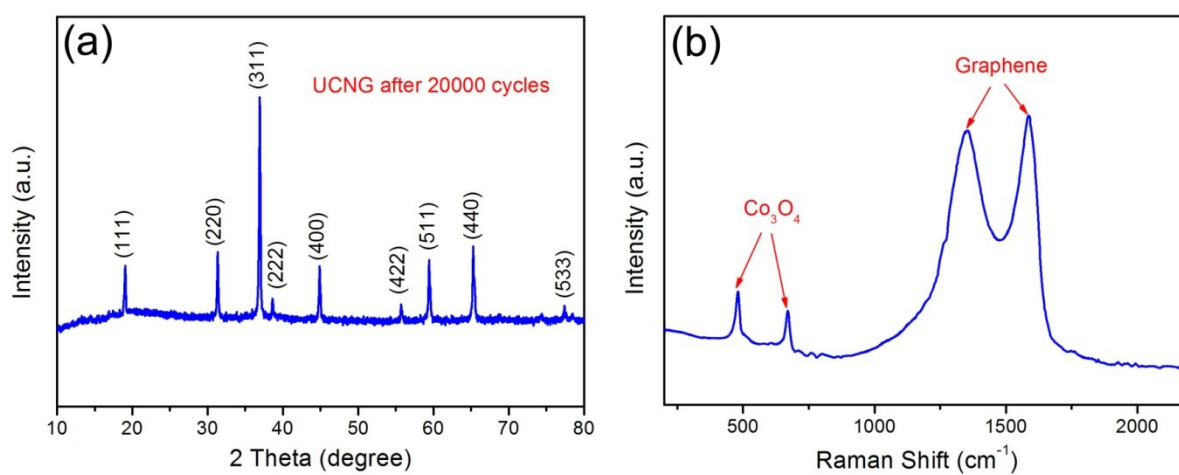 (a)
UCNG after 20000 cycles
(111)
(220)
(311)
(222)
(400)
(422)
(511)
(440)
(533)
Intensity (a.u.)
10 20 30 40 50 60 70 80
2 Theta (degree)
(b)
Graphene
Co₃O₄
Intensity (a.u.)
500 1000 1500 2000
Raman Shift (cm⁻¹)